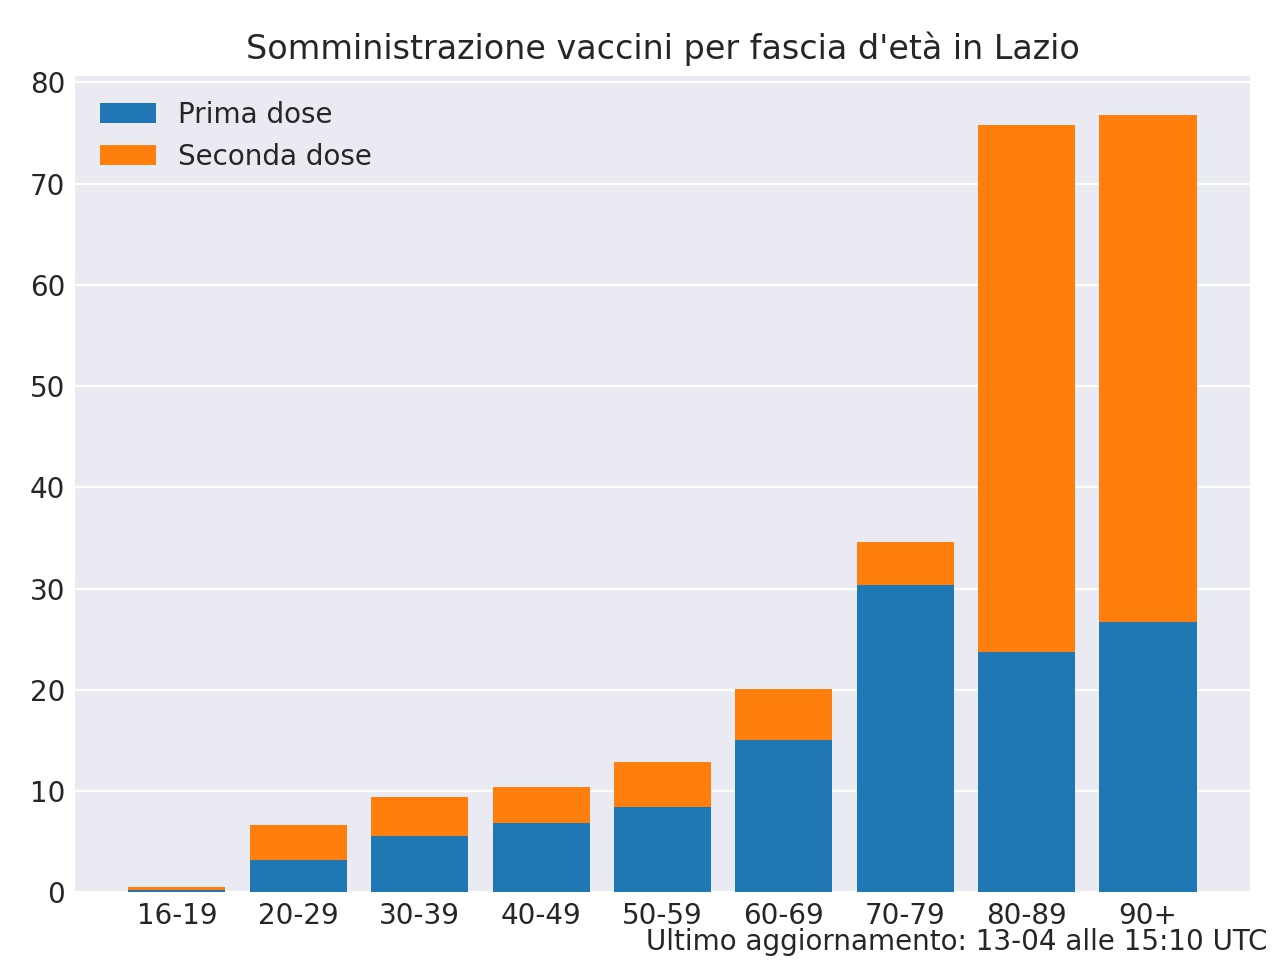 Somministrazione vaccini per fascia d'età in Lazio
Prima dose
Seconda dose
80
70
60
50
40
30
20
10
0
16-19 20-29 30-39 40-49 50-59 60-69 70-79 80-89 90+
Ultimo aggiornamento: 13-04 alle 15:10 UTC